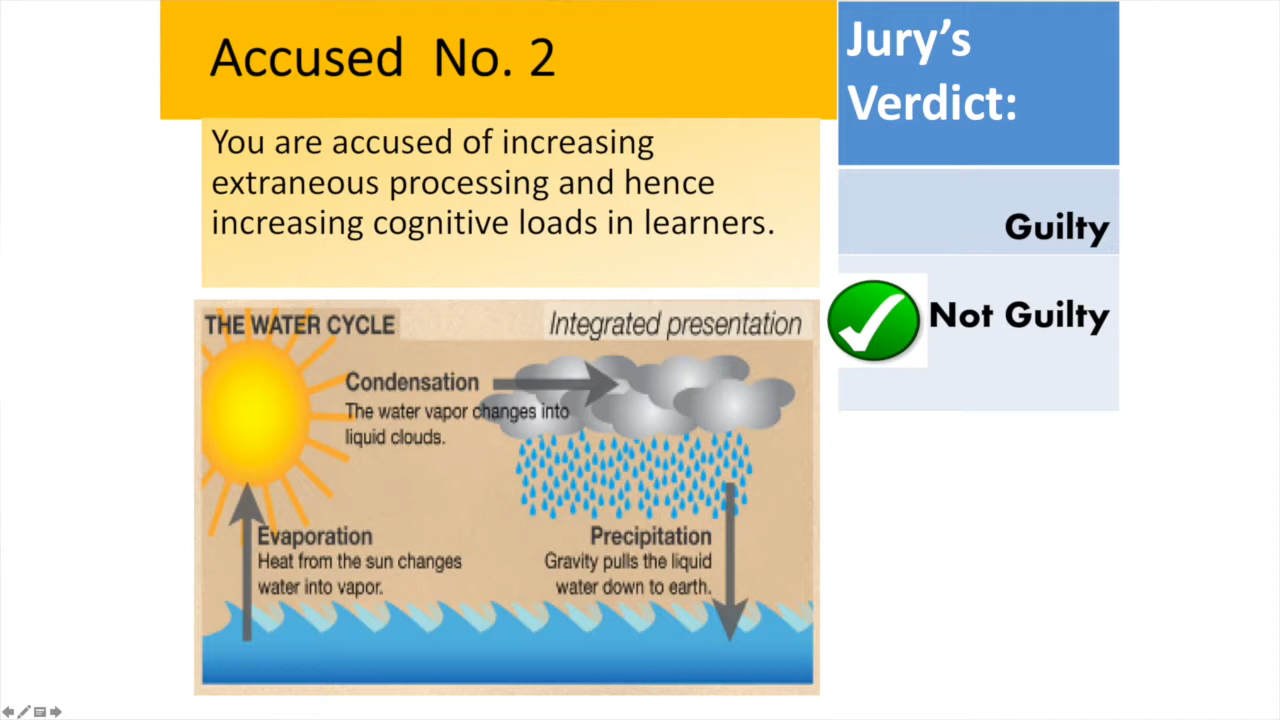 Accused No. 2
You are accused of increasing
extraneous processing and hence
increasing cognitive loads in learners.
Jury’s
Verdict:
Guilty
Not Guilty
THE WATER CYCLE
Integrated presentation
Condensation
The water vapor changes into
liquid clouds.
Evaporation
Heat from the sun changes
water into vapor.
Precipitation
Gravity pulls the liquid
water down to earth.